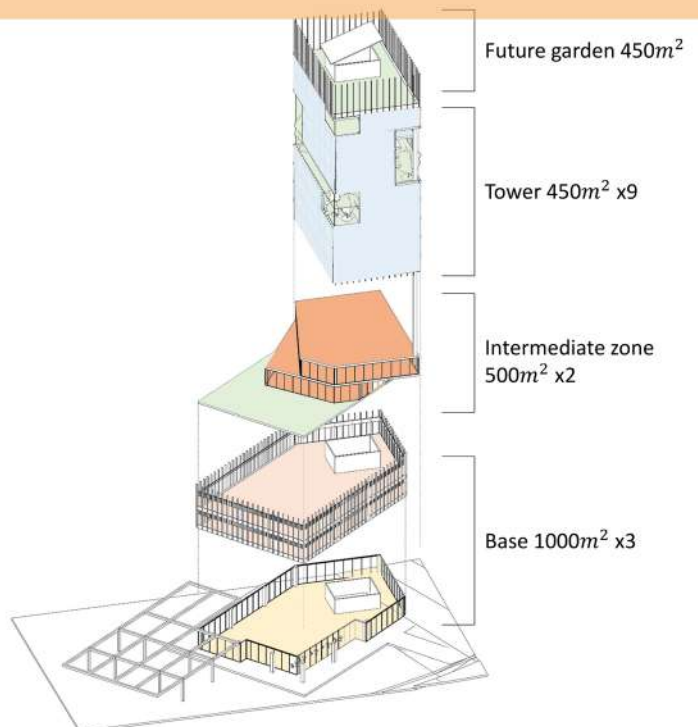 Future garden 450m²
Tower 450m² x9
Intermediate zone
500m² x2
Base 1000m² x3